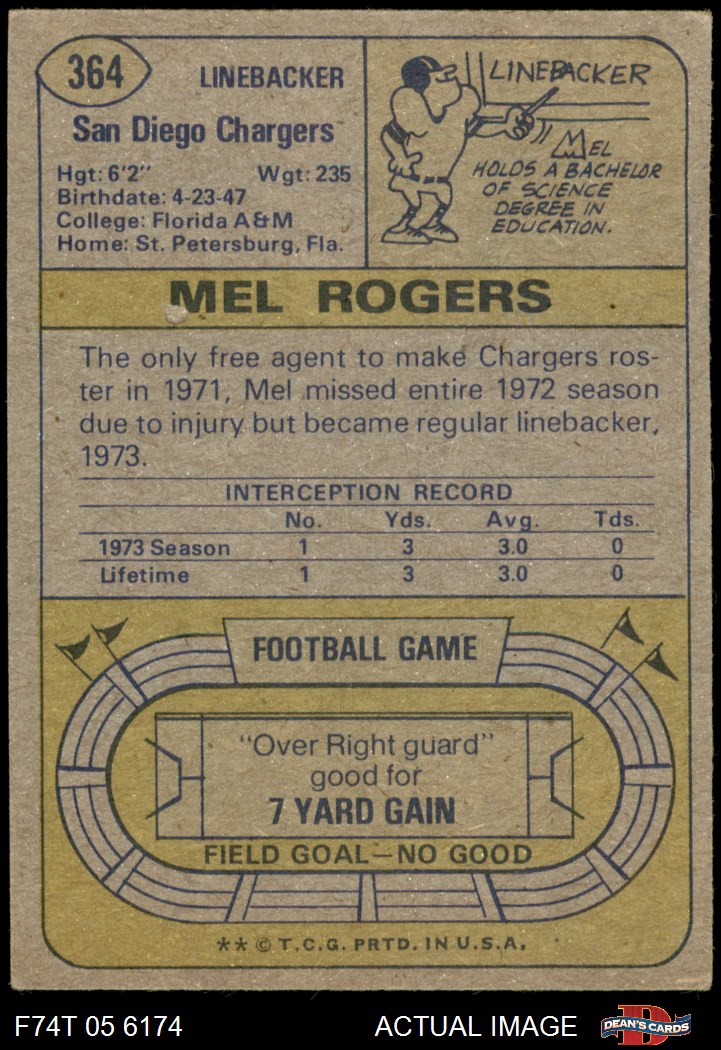 364
LINEBACKER
San Diego Chargers
Hgt: 6'2" Wgt: 235
Birthdate: 4-23-47
College: Florida A&M
Home: St. Petersburg, Fla.
LINEBACKER
MEL
HOLDS A BACHELOR
OF SCIENCE
DEGREE IN
EDUCATION.
MEL ROGERS
The only free agent to make Chargers ros-
ter in 1971, Mel missed entire 1972 season
due to injury but became regular linebacker,
1973.
INTERCEPTION RECORD
No. Yds. Avg. Tds.
1973 Season 1 3 3.0 0
Lifetime 1 3 3.0 0
FOOTBALL GAME
"Over Right guard"
good for
7 YARD GAIN
FIELD GOAL—NO GOOD
** © T.C.G. PRTD. IN U.S.A.
F74T 05 6174 ACTUAL IMAGE
D
DEAN'S CARDS